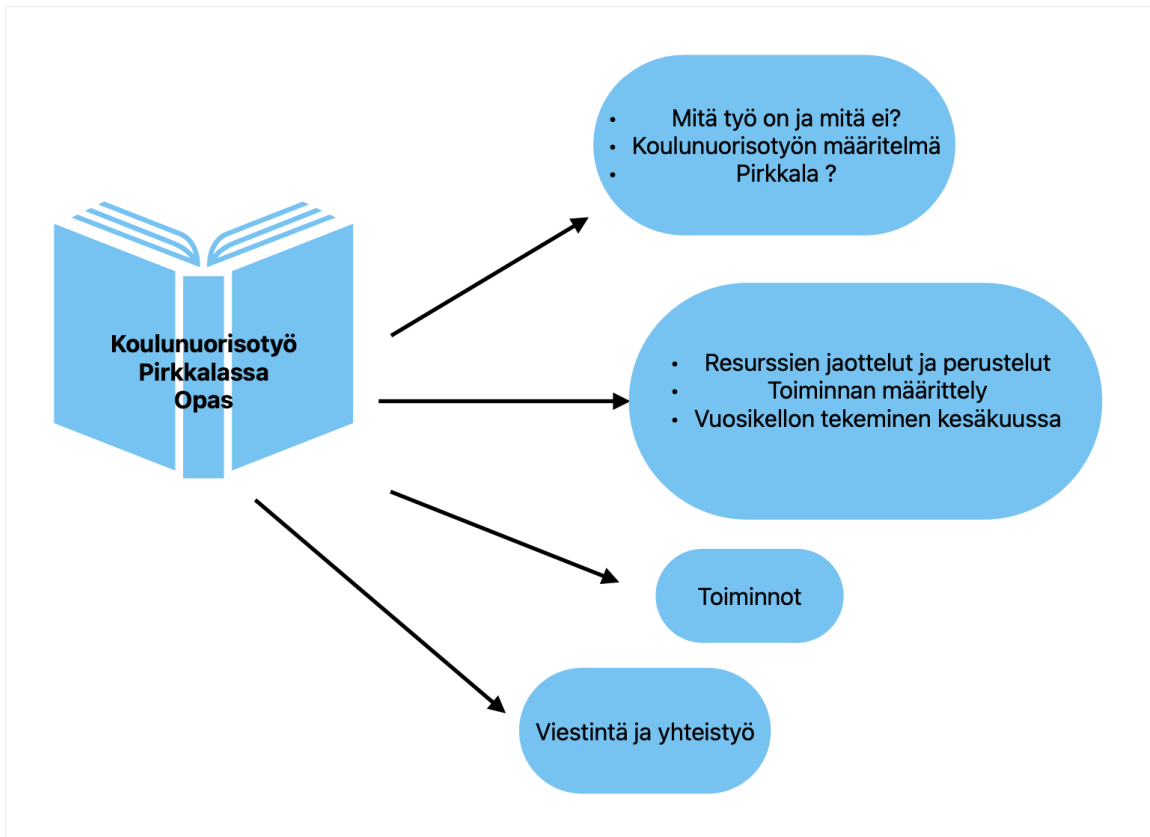 Koulunuorisotyö
Pirkkalassa
Opas
• Mitä työ on ja mitä ei?
• Koulunuorisotyön määritelmä
• Pirkkala ?
• Resurssien jaottelut ja perustelut
• Toiminnan määrittely
• Vuosikellon tekeminen kesäkuussa
Toiminnot
Viestintä ja yhteistyö